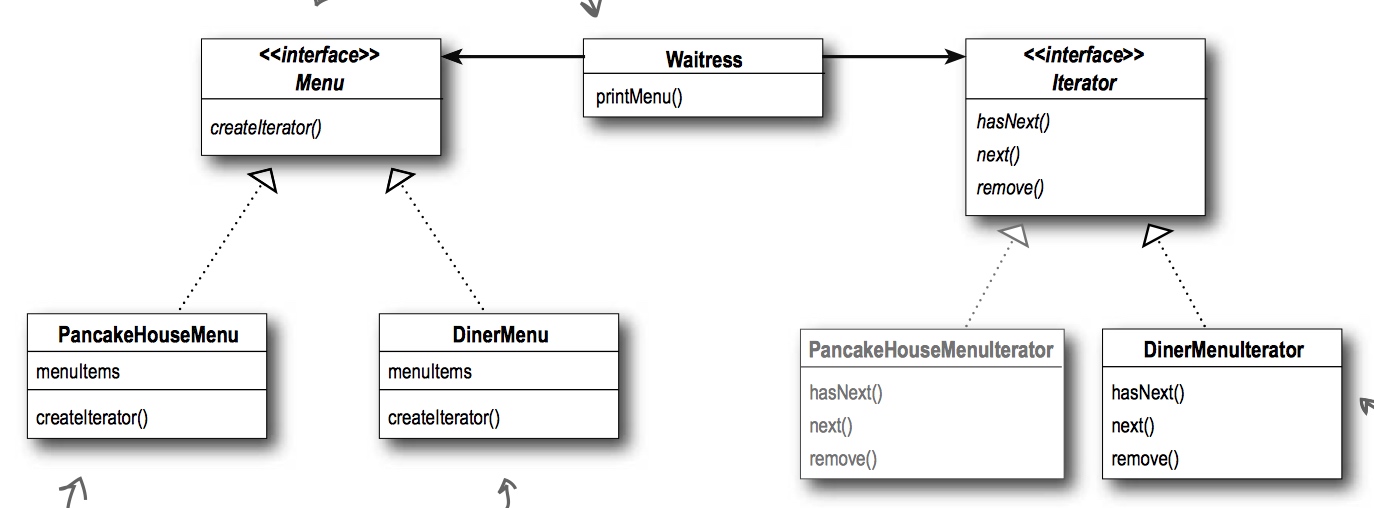 <<interface>>
Menu
createIterator()
Waitress
printMenu()
<<interface>>
Iterator
hasNext()
next()
remove()
PancakeHouseMenu
menuItems
createIterator()
DinerMenu
menuItems
createIterator()
PancakeHouseMenuIterator
hasNext()
next()
remove()
DinerMenuIterator
hasNext()
next()
remove()